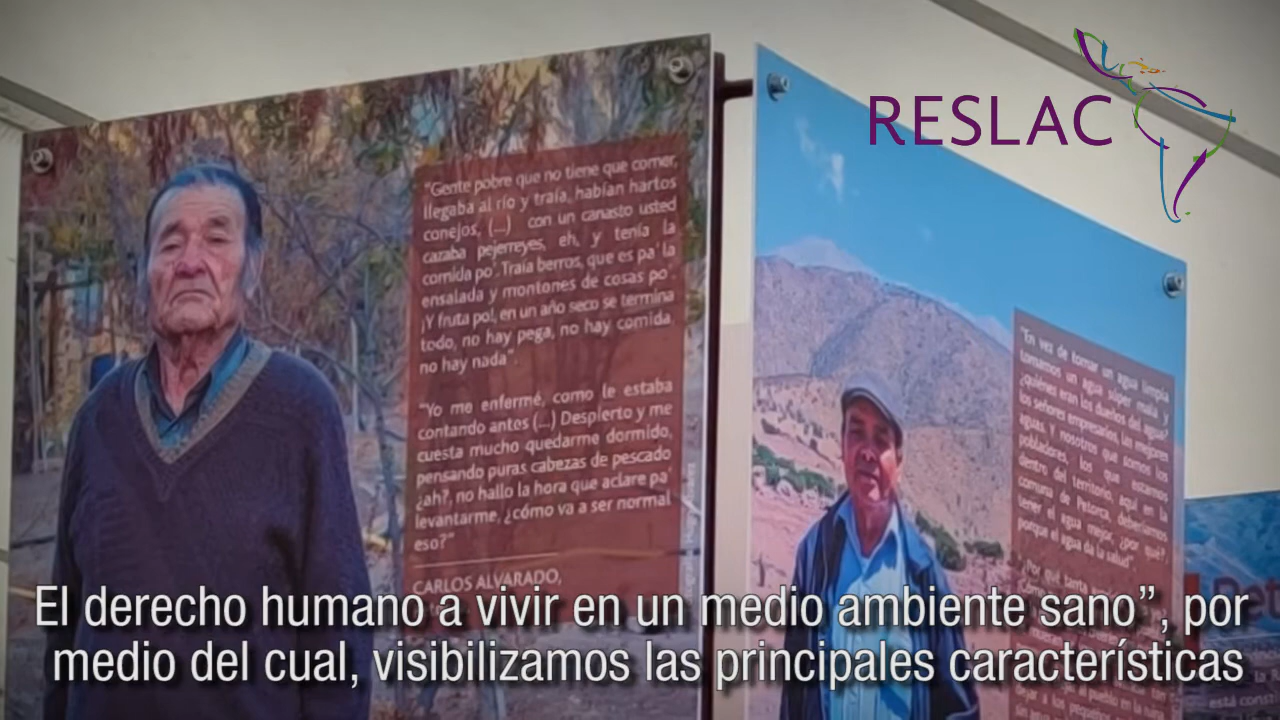 RESLAC
"Gente pobre que no tiene que comer,
llegaba al río y traía, habían hartos
conejos, (...) con un canasto usted
cazaba pejerreyes, eh, y tenía la
comida po'. Traía berros, que es pa' la
ensalada y montones de cosas po'.
¡Y fruta po!, en un año seco se termina
todo, no hay pega, no hay comida
no hay nada".
"Yo me enfermé, como le estaba
contando antes (...) Despierto y me
cuesta mucho quedarme dormido,
pensando puras cabezas de pescado
¿ah?, no hallo la hora que aclare pa'
levantarme, ¿cómo va a ser normal
eso?"
CARLOS ALVARADO,
"En vez de tomar un agua limpia
tomamos un agua súper mala y
¿quiénes eran los dueños del agua?
los señores empresarios, las mejores
aguas. Y nosotros que somos los
pobladores, los que estamos
dentro del territorio, aquí en la
comuna de Petorca, deberíamos
tener el agua mejor, ¿por qué?,
porque el agua da la salud".
¿Por qué tanta
El derecho humano a vivir en un medio ambiente sano", por
medio del cual, visibilizamos las principales características